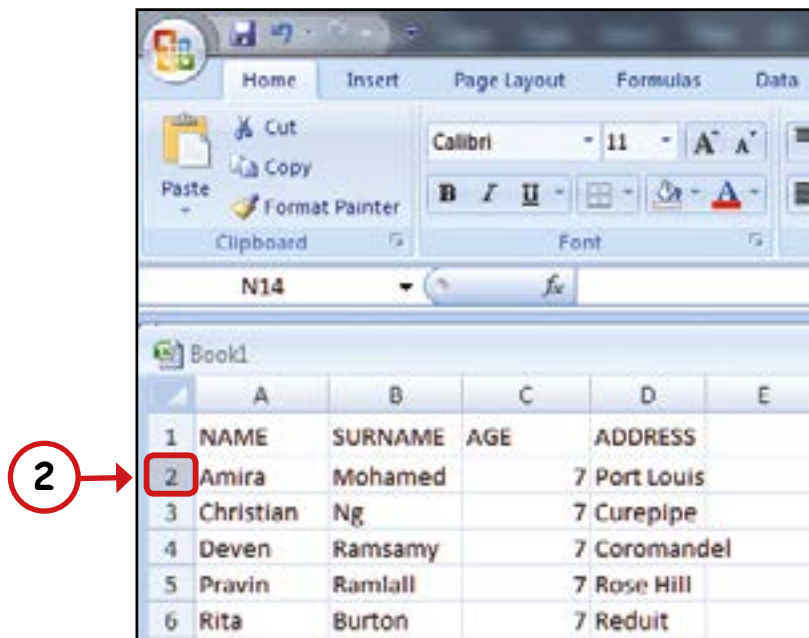 Home Insert Page Layout Formulas Data
Cut
Calibri 11 A A
Copy
Paste
B I U A
Format Painter
Clipboard Font
N14 fx
Book1
A B C D E
1 NAME SURNAME AGE ADDRESS
2 2 Amira Mohamed 7 Port Louis
3 Christian Ng 7 Curepipe
4 Deven Ramsamy 7 Coromandel
5 Pravin Ramlall 7 Rose Hill
6 Rita Burton 7 Reduit